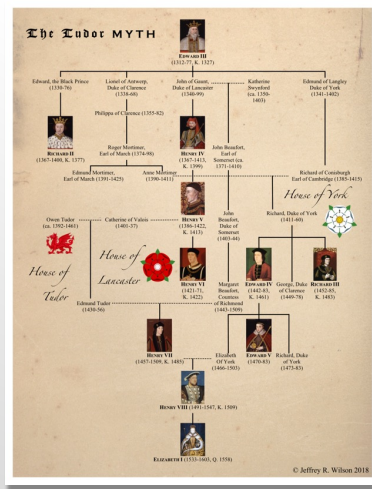 The Tudor MYTH
EDWARD III
(1312-77, K. 1327)
Edward, the Black Prince
(1330-76)
Lionel of Antwerp,
Duke of Clarence
(1338-68)
John of Gaunt,
Duke of Lancaster
(1340-99)
Katherine
Swynford
(ca. 1350-
1403)
Edmund of Langley
Duke of York
(1341-1402)
Philippa of Clarence (1355-82)
RICHARD II
(1367-1400, K. 1377)
Roger Mortimer,
Earl of March (1374-98)
HENRY IV
(1367-1413,
K. 1399)
John Beaufort,
Earl of
Somerset (ca.
1371-1410)
Edmund Mortimer,
Earl of March (1391-1425)
Anne Mortimer
(1390-1411)
Richard of Conisburgh
Earl of Cambridge (1385-1415)
House of York
Owen Tudor
(ca. 1392-1461)
Catherine of Valois
(1401-37)
HENRY V
(1386-1422,
K. 1413)
John
Beaufort,
Duke of
Somerset
(1403-44)
Richard, Duke of York
(1411-60)
House of
Tudor
House of
Lancaster
HENRY VI
(1421-71,
K. 1422)
Margaret
Beaufort,
Countess
of Richmond
(1443-1509)
EDWARD IV
(1442-83,
K. 1461)
George, Duke
of Clarence
(1449-78)
RICHARD III
(1452-85,
K. 1483)
Edmund Tudor
(1430-56)
HENRY VII
(1457-1509, K. 1485)
Elizabeth
Of York
(1466-1503)
EDWARD V
(1470-83)
Richard, Duke
of York
(1473-83)
HENRY VIII (1491-1547, K. 1509)
ELIZABETH I (1533-1603, Q. 1558)
© Jeffrey R. Wilson 2018